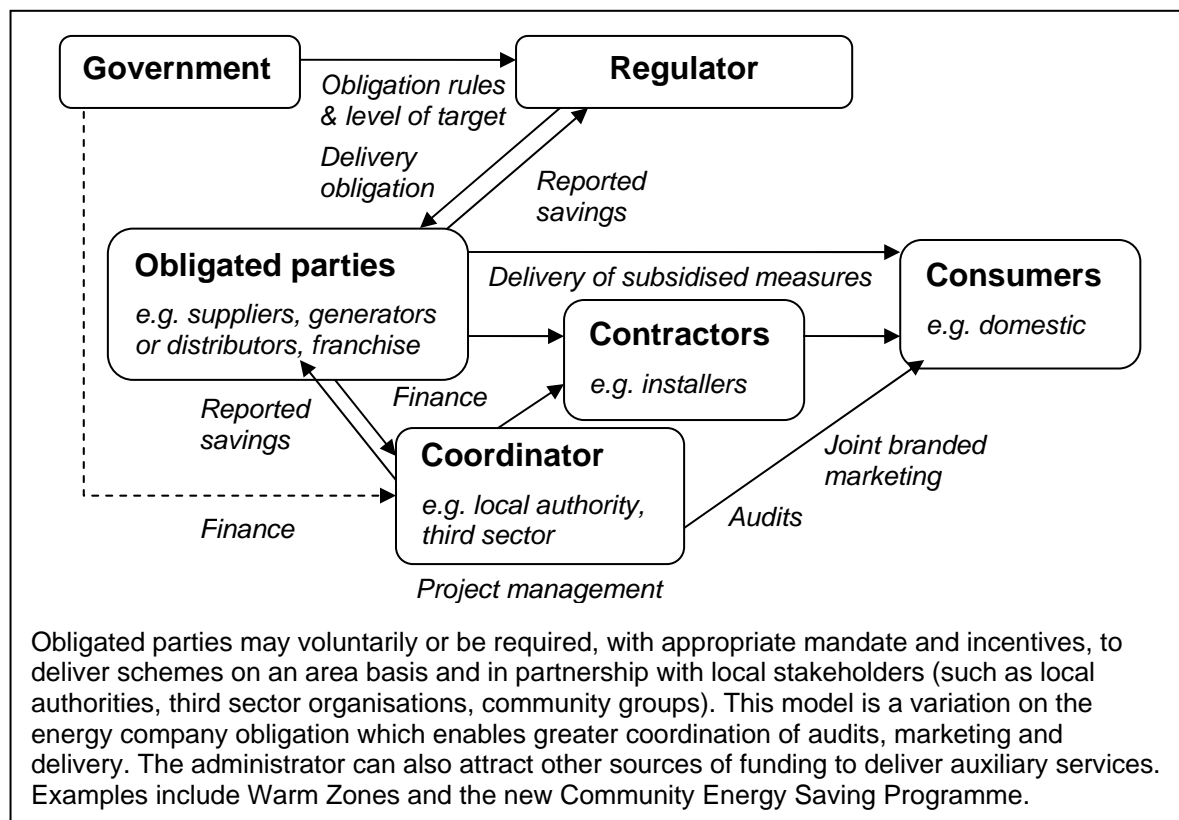 Government
Regulator
Obligation rules
& level of target
Delivery
obligation
Reported
savings
Obligated parties
e.g. suppliers, generators
or distributors, franchise
Delivery of subsidised measures
Consumers
e.g. domestic
Contractors
e.g. installers
Reported
savings
Finance
Coordinator
e.g. local authority,
third sector
Joint branded
marketing
Audits
Finance
Project management
Obligated parties may voluntarily or be required, with appropriate mandate and incentives, to
deliver schemes on an area basis and in partnership with local stakeholders (such as local
authorities, third sector organisations, community groups). This model is a variation on the
energy company obligation which enables greater coordination of audits, marketing and
delivery. The administrator can also attract other sources of funding to deliver auxiliary services.
Examples include Warm Zones and the new Community Energy Saving Programme.